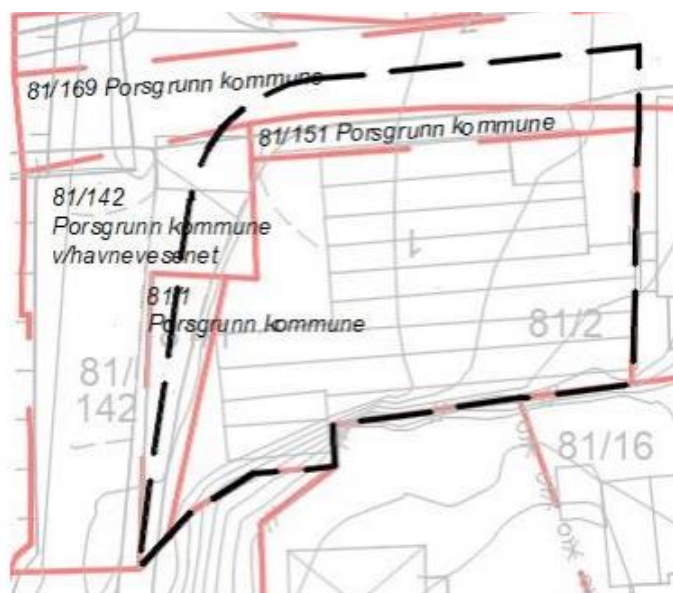 81/169 Porsgrunn kommune
81/151 Porsgrunn kommune
81/142
Porsgrunn kommune
v/havnevesenet
81/1
Porsgrunn kommune
81/2
81/
142
81/16